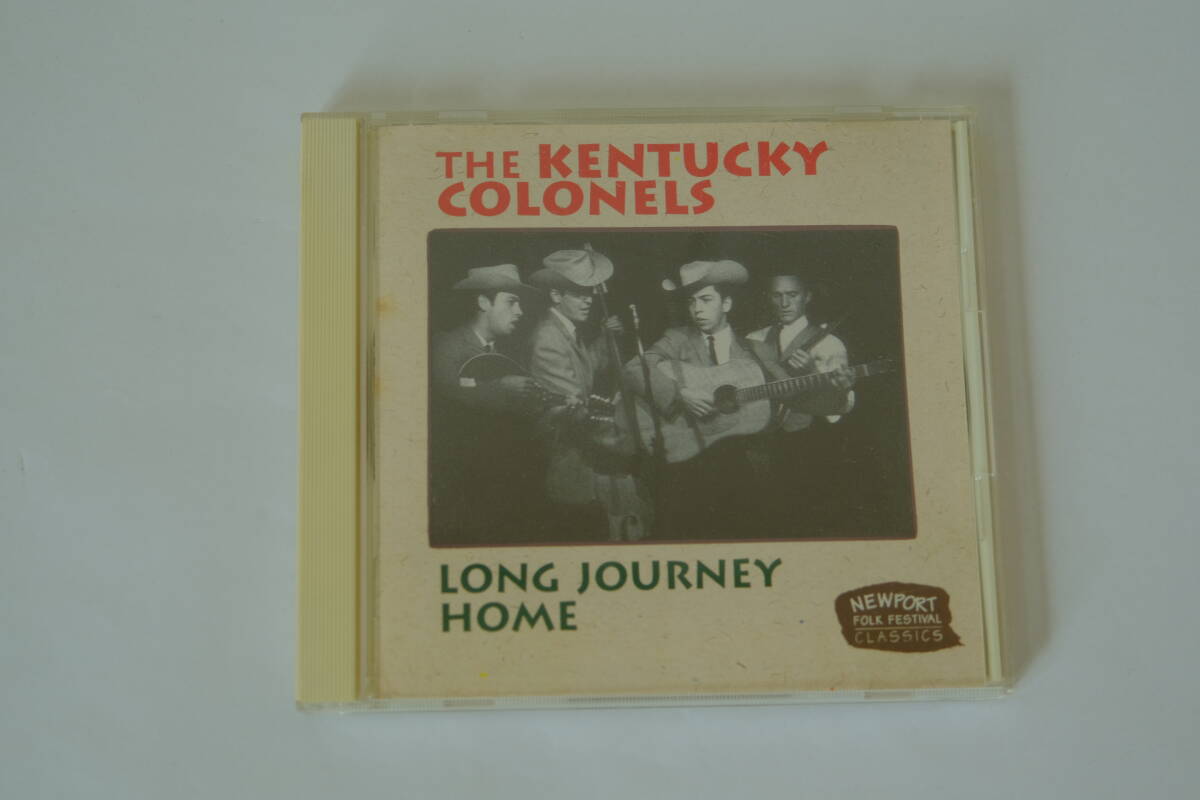 THE KENTUCKY
COLONELS
LONG JOURNEY
HOME
NEWPORT
FOLK FESTIVAL
CLASSICS